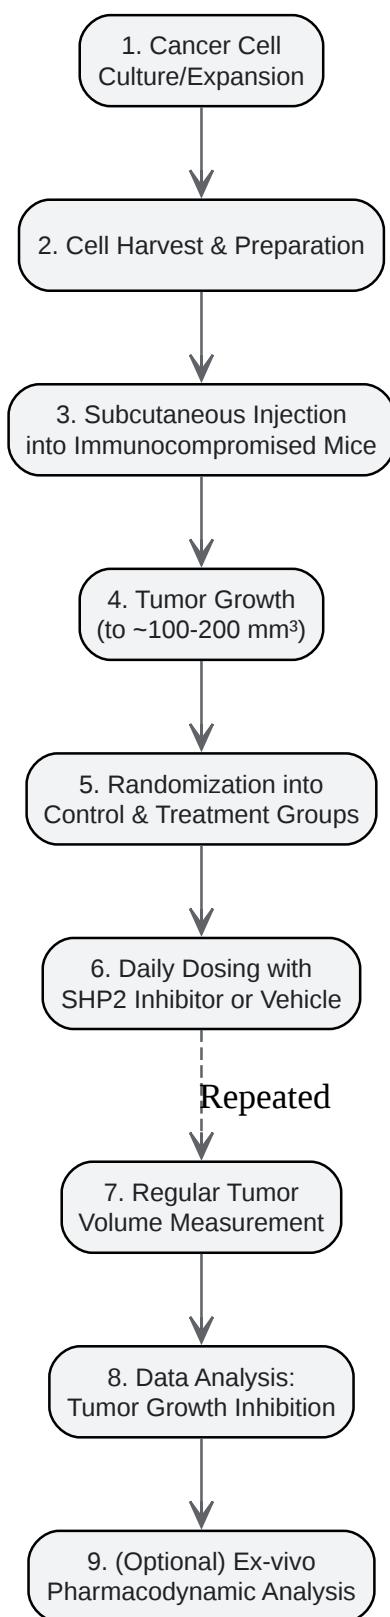 1. Cancer Cell
Culture/Expansion
2. Cell Harvest & Preparation
3. Subcutaneous Injection
into Immunocompromised Mice
4. Tumor Growth
(to ~100-200 mm³)
5. Randomization into
Control & Treatment Groups
6. Daily Dosing with
SHP2 Inhibitor or Vehicle
Repeated
7. Regular Tumor
Volume Measurement
8. Data Analysis:
Tumor Growth Inhibition
9. (Optional) Ex-vivo
Pharmacodynamic Analysis